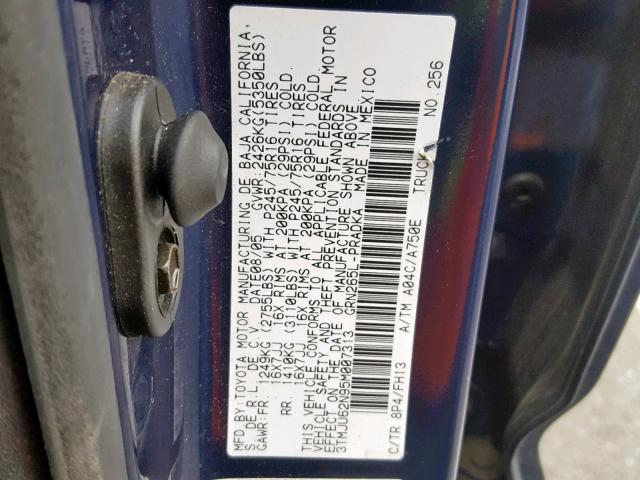 MFD BY: TOYOTA MOTOR MANUFACTURING DE BAJA CALIFORNIA,
S. DE R.L. DE C.V. DATE 08/05 GVWR: 2426KG(5350LBS)
GAWR: FR. 1249KG (2755LBS) WITH P245/75R16 TIRES
16X7JJ 16X RIMS AT 200KPA (29PSI) COLD.
RR. 1410KG (3110LBS) WITH P245/75R16 TIRES
16X7JJ 16X RIMS AT 200KPA (29PSI) COLD.
THIS VEHICLE CONFORMS TO ALL APPLICABLE FEDERAL MOTOR
VEHICLE SAFETY AND THEFT PREVENTION STANDARDS IN
EFFECT ON THE DATE OF MANUFACTURE SHOWN ABOVE.
3TMJU62N95M007313 GRN265L-PRADKA MADE IN MEXICO
TRUCK
C/TR 8P4/FH13 A/TM A04C/A750E NO. 256